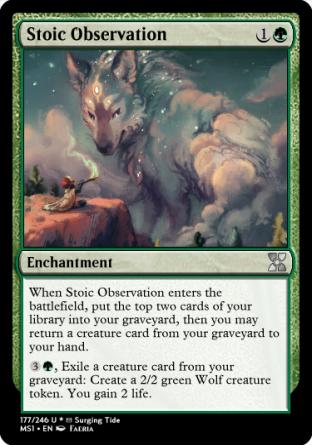 Stoic Observation 1
Enchantment
When Stoic Observation enters the
battlefield, put the top two cards of your
library into your graveyard, then you may
return a creature card from your graveyard to
your hand.
3, Exile a creature card from your
graveyard: Create a 2/2 green Wolf creature
token. You gain 2 life.
177/246 U * Surging Tide
MS1 • EN Faeria